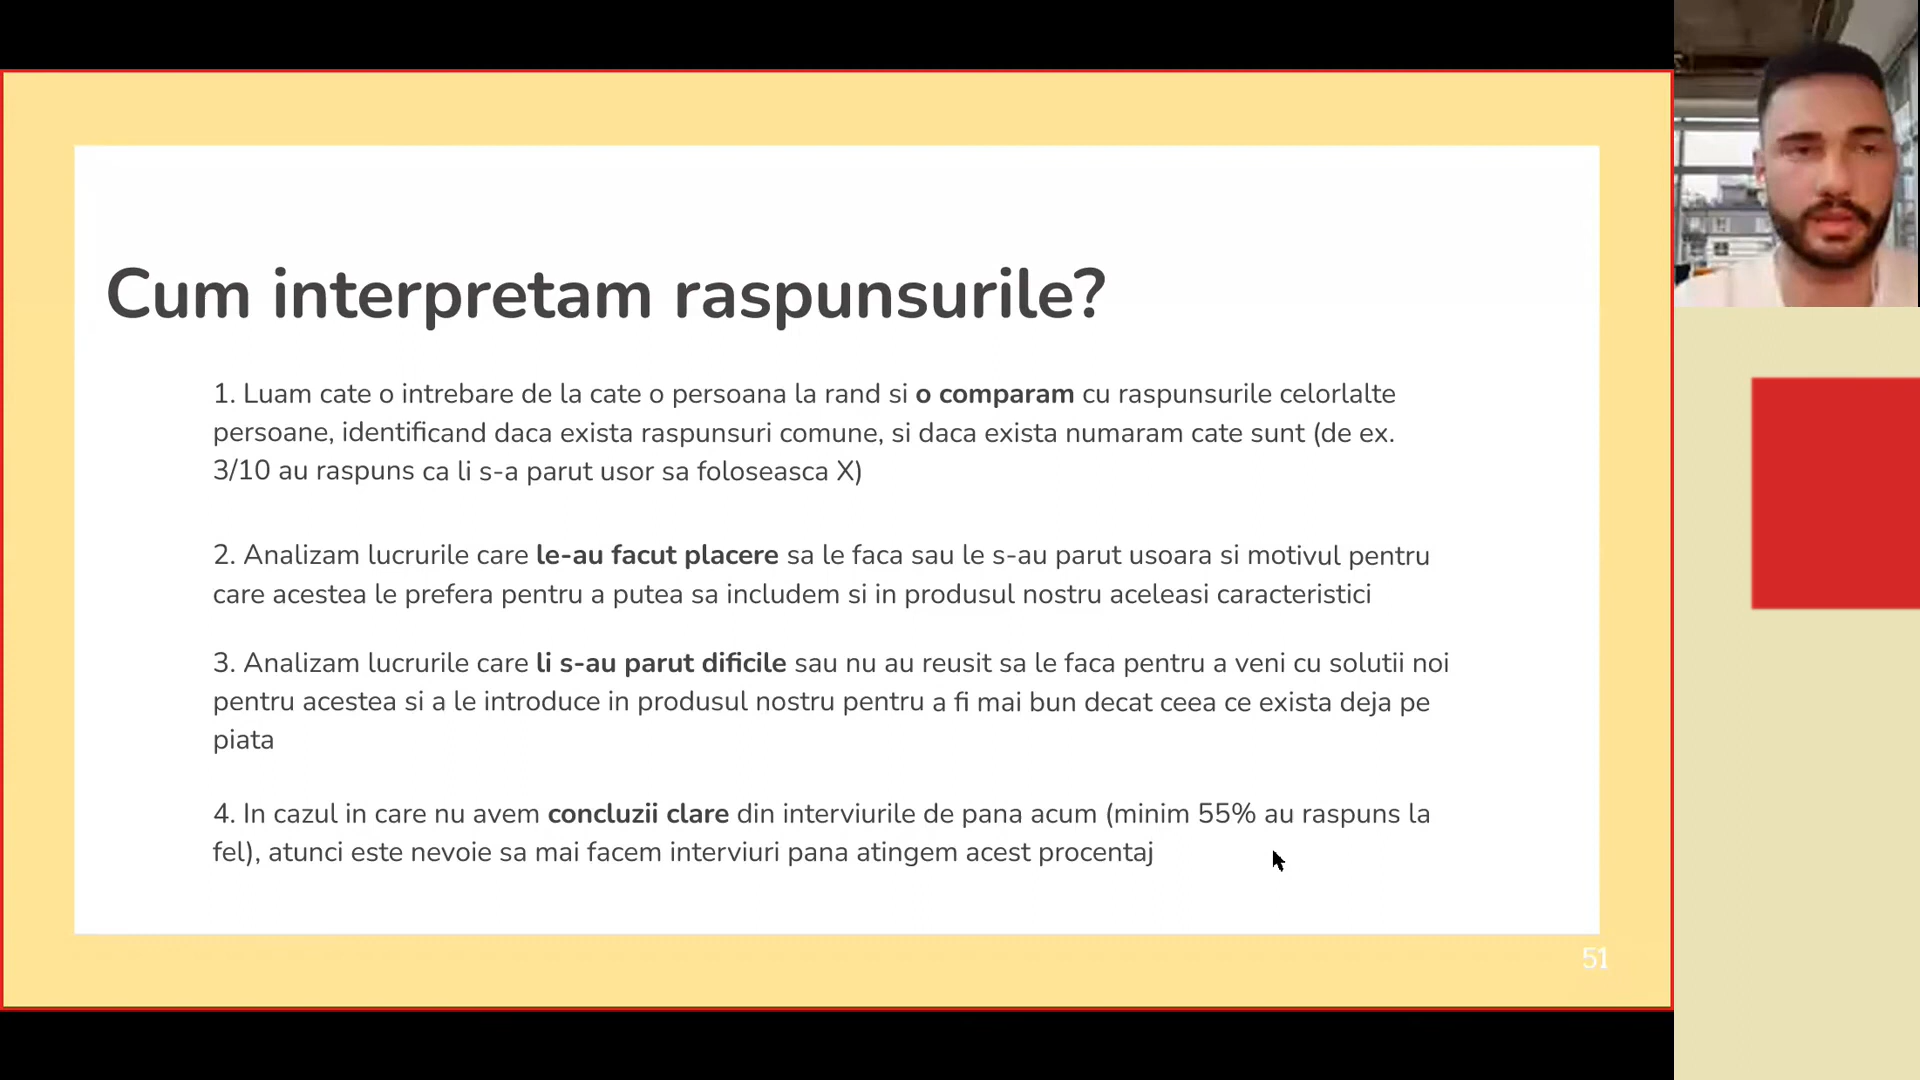 Cum interpretam raspunsurile?
1. Luam cate o intrebare de la cate o persoana la rand si o comparam cu raspunsurile celorlalte
persoane, identificand daca exista raspunsuri comune, si daca exista numaram cate sunt (de ex.
3/10 au raspuns ca li s-a parut usor sa foloseasca X)
2. Analizam lucrurile care le-au facut placere sa le faca sau le s-au parut usoara si motivul pentru
care acestea le prefera pentru a putea sa includem si in produsul nostru aceleasi caracteristici
3. Analizam lucrurile care li s-au parut dificile sau nu au reusit sa le faca pentru a veni cu solutii noi
pentru acestea si a le introduce in produsul nostru pentru a fi mai bun decat ceea ce exista deja pe
piata
4. In cazul in care nu avem concluzii clare din interviurile de pana acum (minim 55% au raspuns la
fel), atunci este nevoie sa mai facem interviuri pana atingem acest procentaj
51